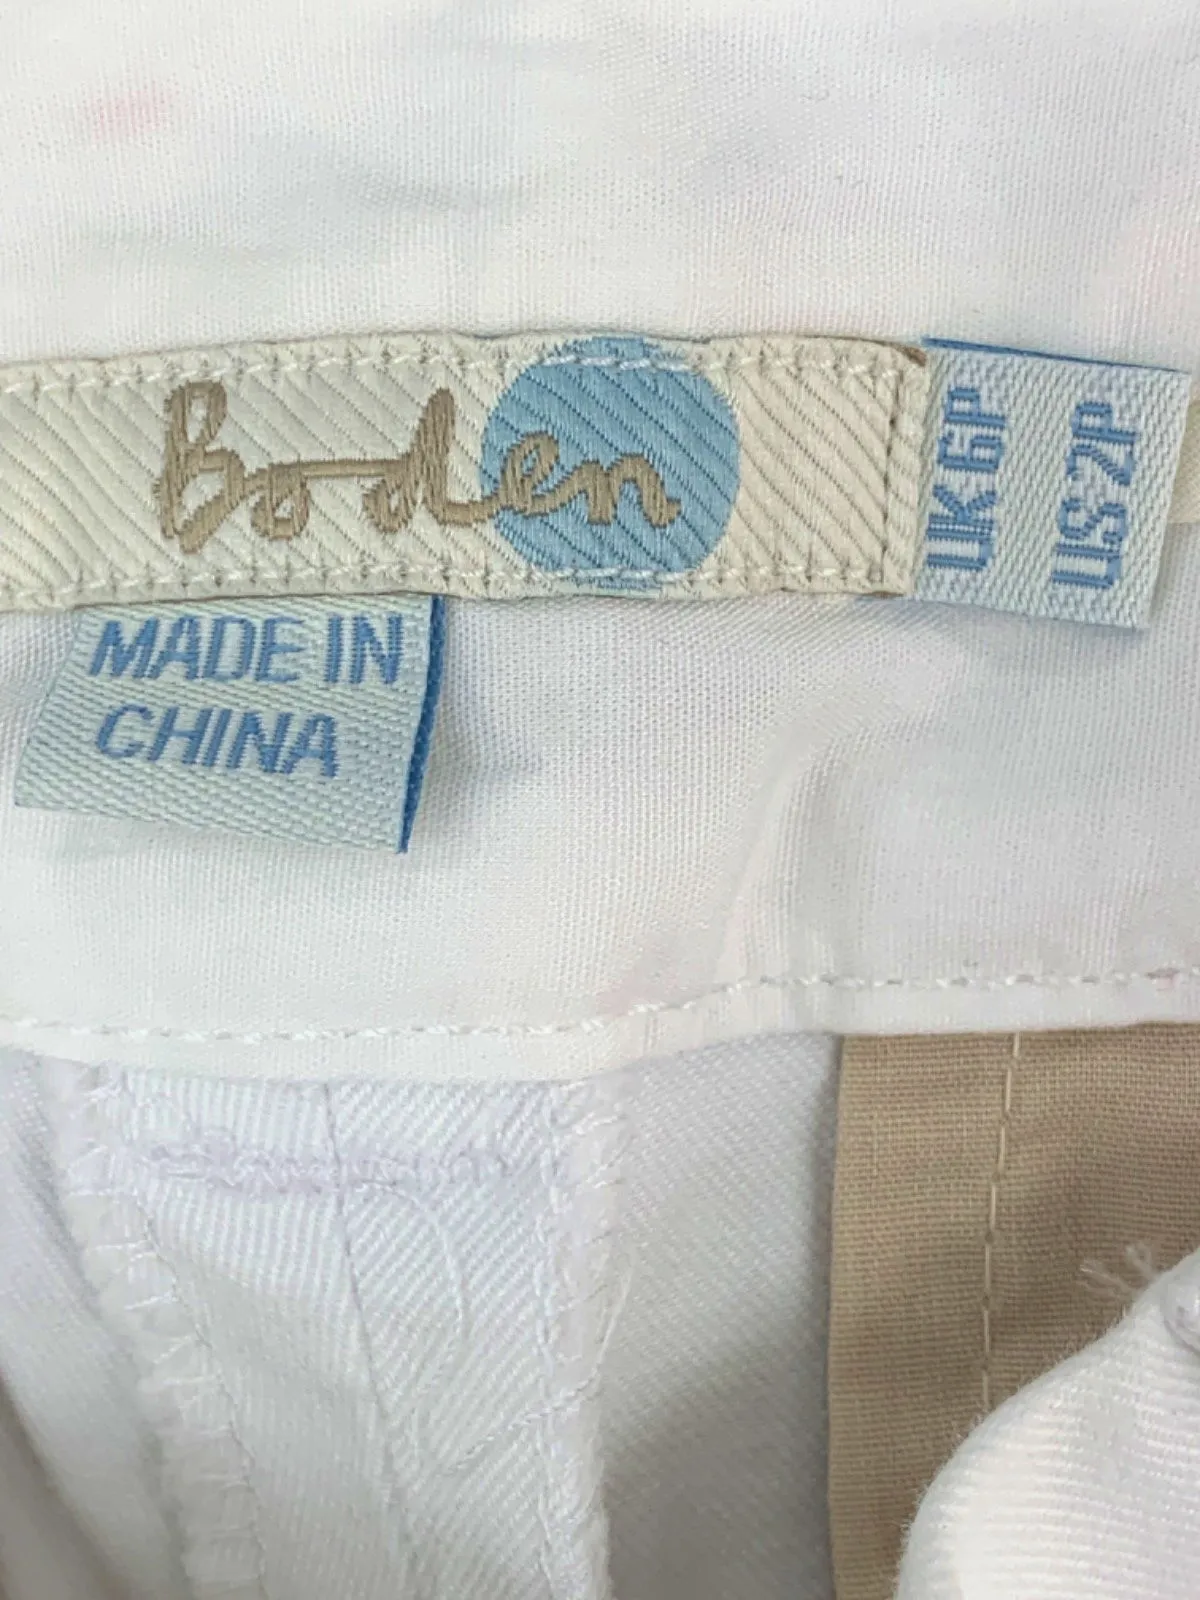 Boden
UK 6P
US 2P
MADE IN
CHINA